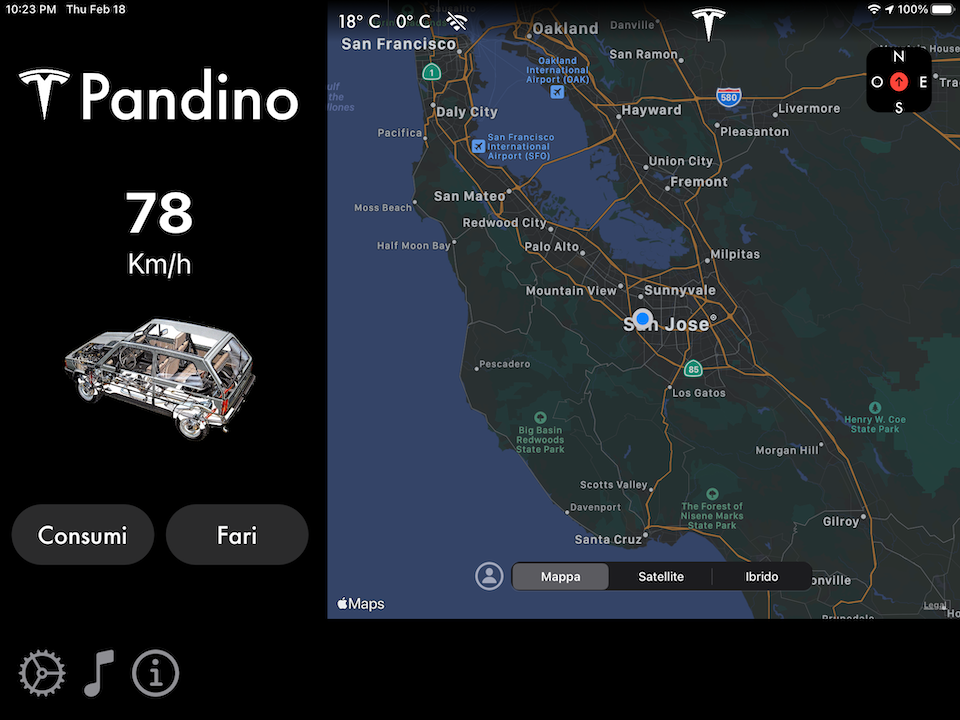 10:23 PM Thu Feb 18
100%
Pandino
78
Km/h
Consumi
Fari
18° C 0° C
San Francisco
Oakland
Danville
San Ramon
Oakland
International
Airport (OAK)
1
580
Daly City
Hayward
Livermore
Pleasanton
Pacifica
San Francisco
International
Airport (SFO)
Union City
Fremont
San Mateo
Moss Beach
Redwood City
Half Moon Bay
Palo Alto
Milpitas
Mountain View
Sunnyvale
San Jose
85
Pescadero
Los Gatos
Big Basin
Redwoods
State Park
Henry W. Coe
State Park
Morgan Hill
Scotts Valley
Davenport
The Forest of
Nisene Marks
State Park
Gilroy
Santa Cruz
N
O E
S
Mappa
Satellite
Ibrido
onville
Maps
Legal